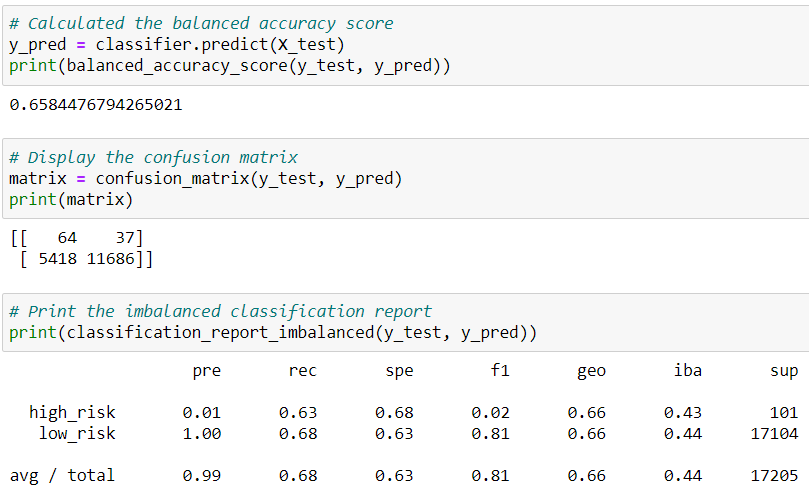 # Calculated the balanced accuracy score
y_pred = classifier.predict(X_test)
print(balanced_accuracy_score(y_test, y_pred))
0.6584476794265021
# Display the confusion matrix
matrix = confusion_matrix(y_test, y_pred)
print(matrix)
[[   64    37]
 [ 5418 11686]]
# Print the imbalanced classification report
print(classification_report_imbalanced(y_test, y_pred))
                   pre       rec       spe        f1       geo       iba       sup
  high_risk       0.01      0.63      0.68      0.02      0.66      0.43       101
   low_risk       1.00      0.68      0.63      0.81      0.66      0.44     17104
avg / total       0.99      0.68      0.63      0.81      0.66      0.44     17205